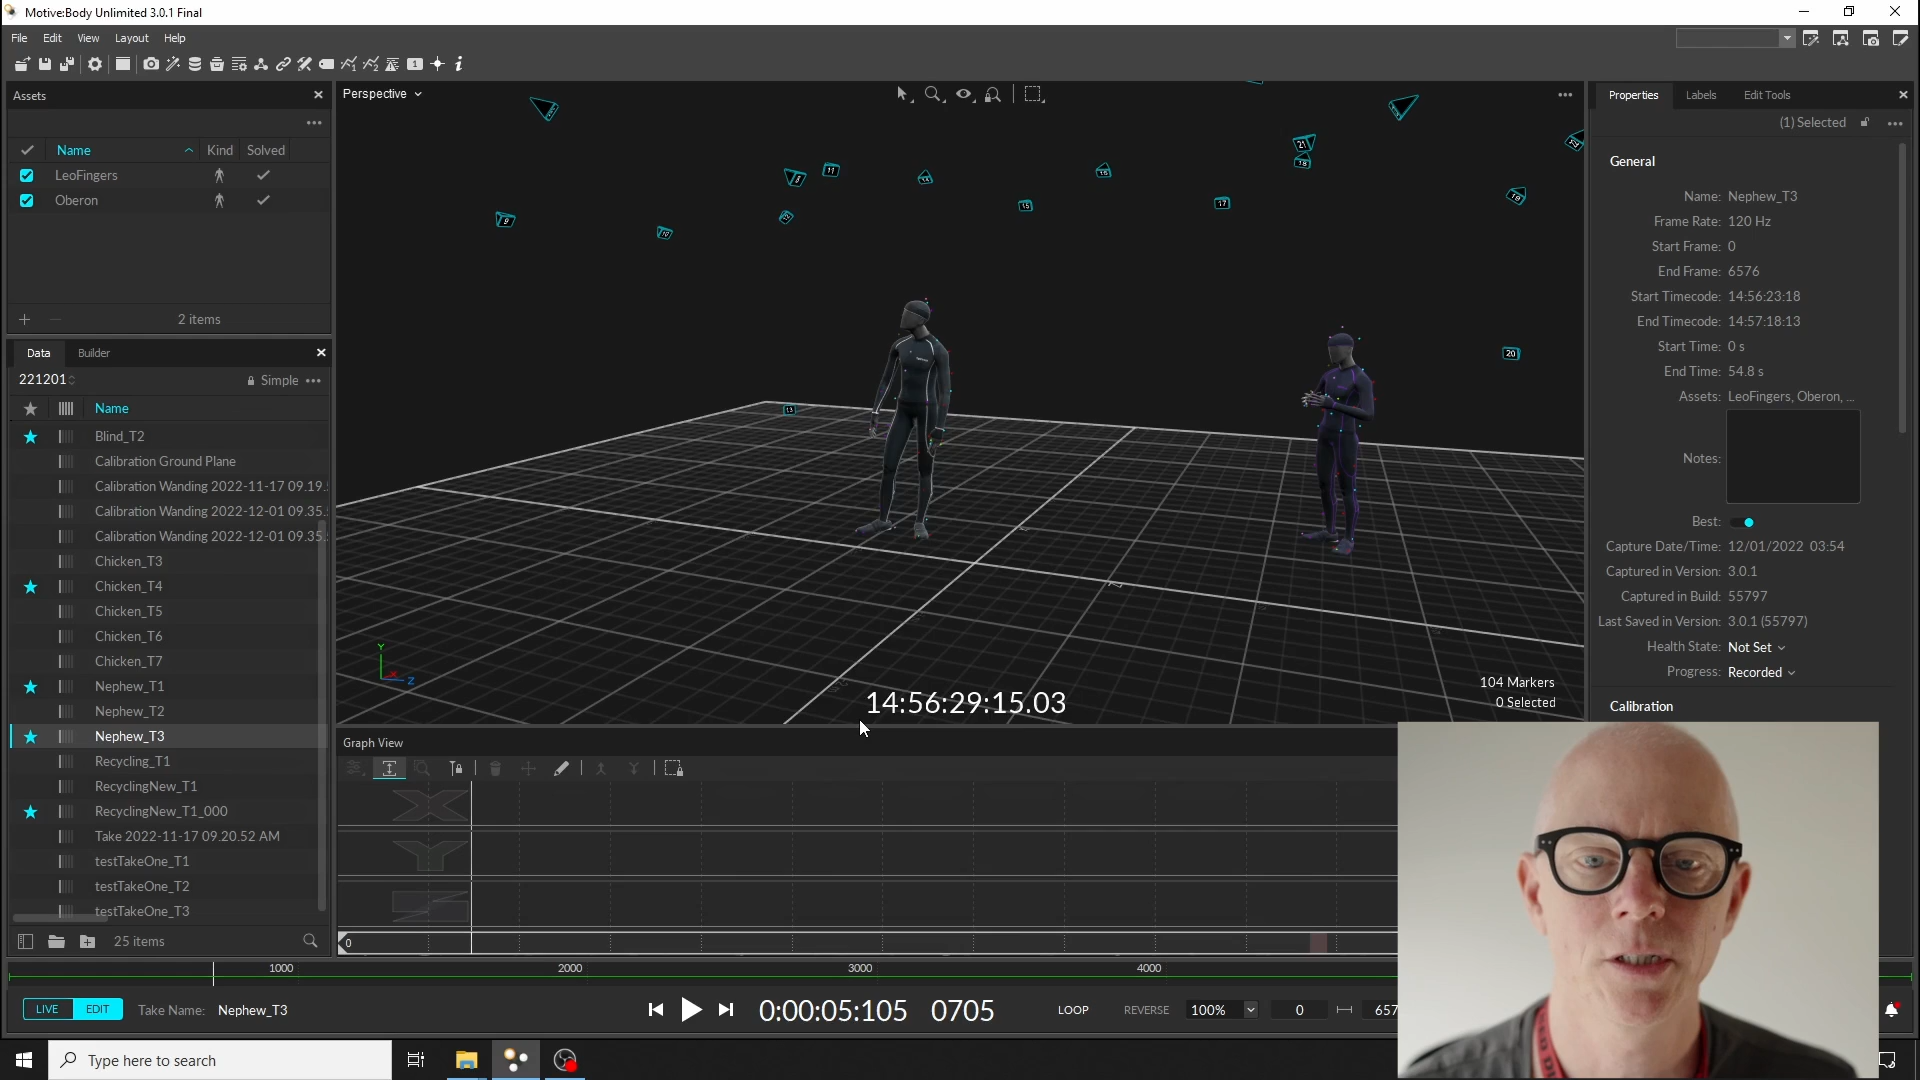 Motive:Body Unlimited 3.0.1 Final
File Edit View Layout Help
Assets
Name Kind Solved
LeoFingers
Oberon
2 items
Data Builder
221201 Simple
Name
Blind_T2
Calibration Ground Plane
Calibration Wanding 2022-11-17 09.19.
Calibration Wanding 2022-12-01 09.35.
Calibration Wanding 2022-12-01 09.35.
Chicken_T3
Chicken_T4
Chicken_T5
Chicken_T6
Chicken_T7
Nephew_T1
Nephew_T2
Nephew_T3
Recycling_T1
RecyclingNew_T1
RecyclingNew_T1_000
Take 2022-11-17 09.20.52 AM
testTakeOne_T1
testTakeOne_T2
testTakeOne_T3
25 items
Perspective
11
15
17
21
18
9
13
20
Y
X
Z
14:56:29:15.03
104 Markers
0 Selected
Graph View
X
Y
Z
0
Properties Labels Edit Tools
(1) Selected
General
Name: Nephew_T3
Frame Rate: 120 Hz
Start Frame: 0
End Frame: 6576
Start Timecode: 14:56:23:18
End Timecode: 14:57:18:13
Start Time: 0 s
End Time: 54.8 s
Assets: LeoFingers, Oberon, ...
Notes:
Best:
Capture Date/Time: 12/01/2022 03:54
Captured in Version: 3.0.1
Captured in Build: 55797
Last Saved in Version: 3.0.1 (55797)
Health State: Not Set
Progress: Recorded
Calibration
1000 2000 3000 4000
LIVE EDIT Take Name: Nephew_T3
0:00:05:105 0705 LOOP REVERSE 100% 0 657
Type here to search